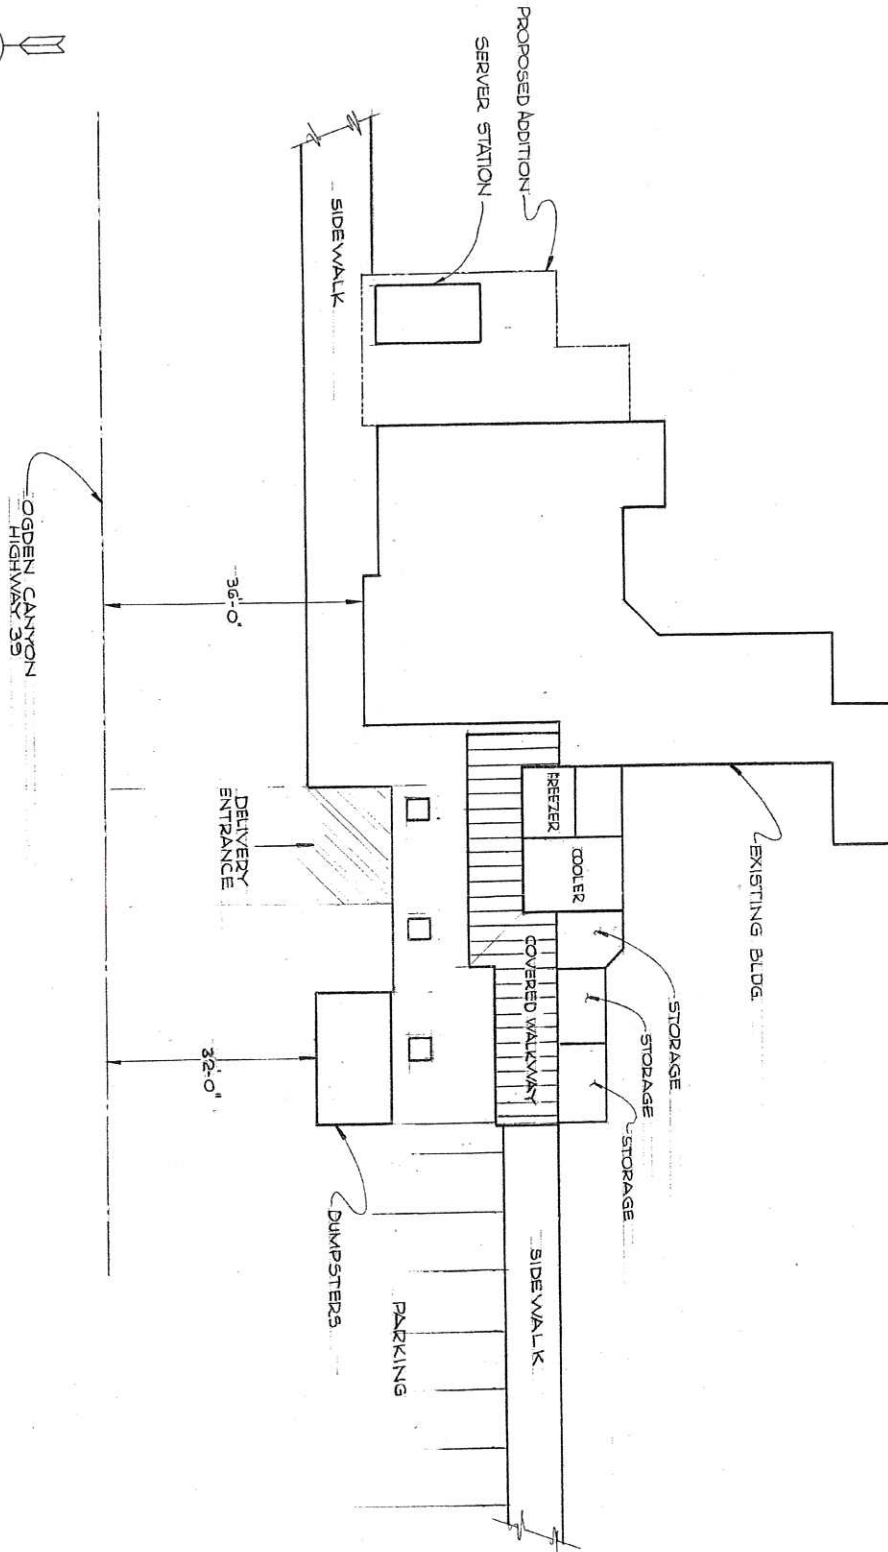 PROPOSED ADDITION
SERVER STATION
SIDEWALK
OGDEN CANYON
HIGHWAY 39
36'-0"
DELIVERY
ENTRANCE
FREEZER
COOLER
EXISTING BLDG.
COVERED WALKWAY
STORAGE
STORAGE
STORAGE
32'-0"
DUMPSTERS
PARKING
SIDEWALK